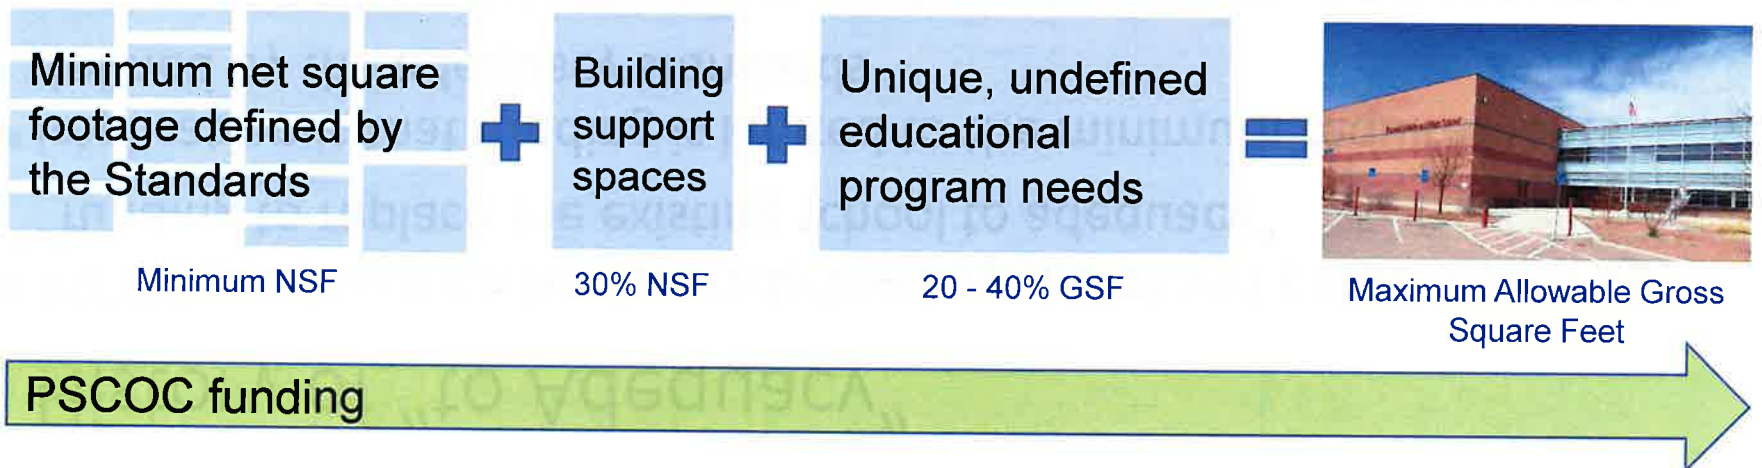 Minimum net square
footage defined by
the Standards
Building
support
spaces
Unique, undefined
educational
program needs
Minimum NSF
30% NSF
20 - 40% GSF
Maximum Allowable Gross
Square Feet
PSCOC funding